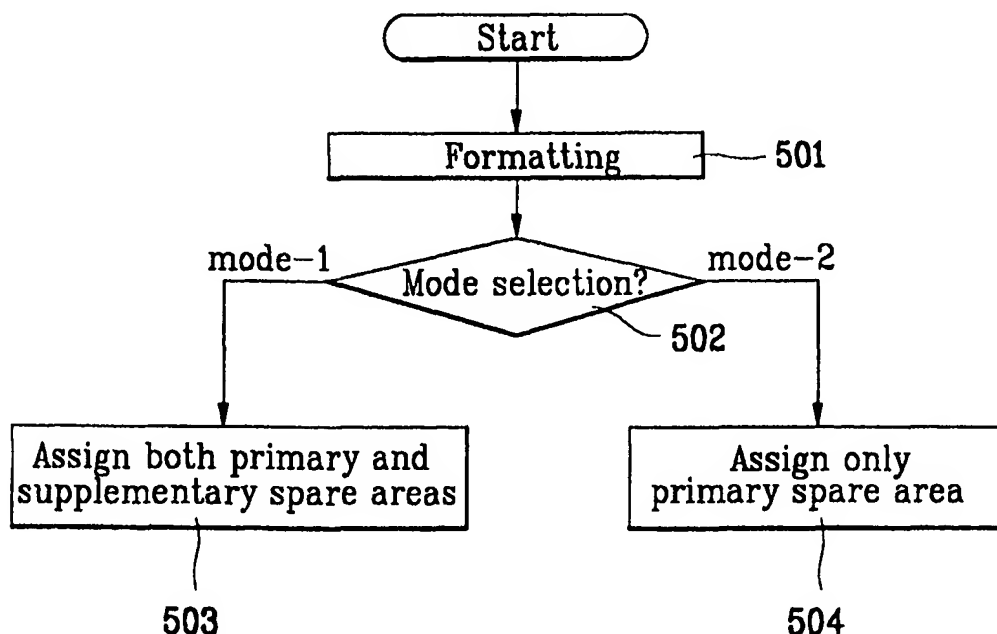 Start
Formatting
501
mode-1
Mode selection?
mode-2
502
Assign both primary and
supplementary spare areas
Assign only
primary spare area
503
504